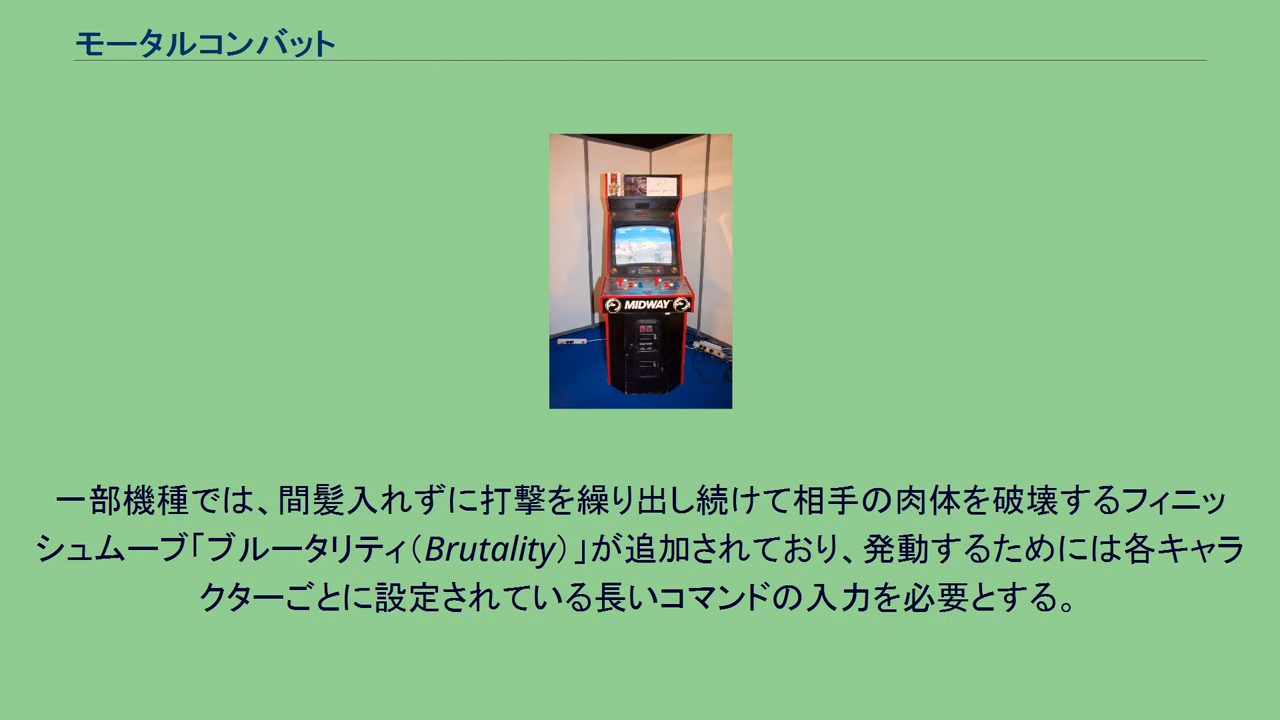 モータルコンバット
MIDWAY
一部機種では、間髪入れずに打撃を繰り出し続けて相手の肉体を破壊するフィニッ
シュムーブ「ブルータリティ（Brutality）」が追加されており、発動するためには各キャラ
クターごとに設定されている長いコマンドの入力を必要とする。